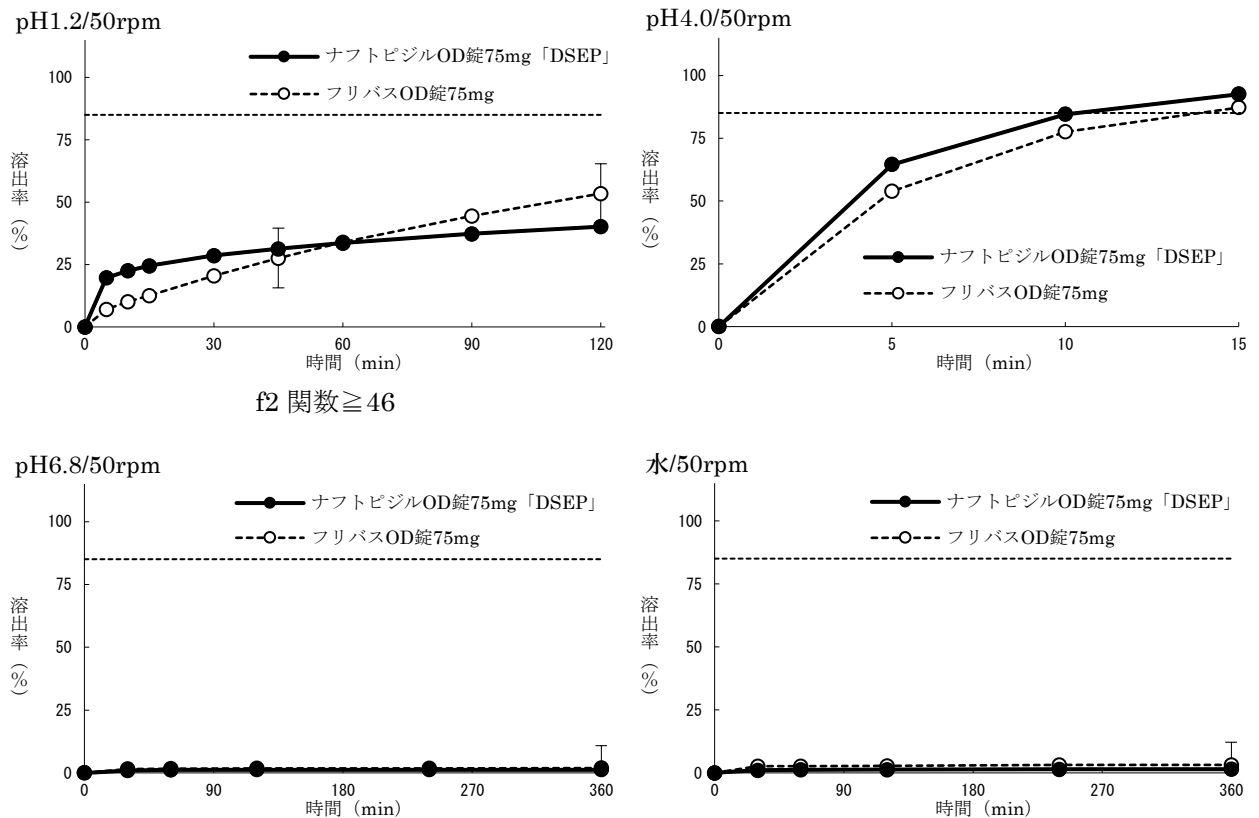 pH1.2/50rpm
ナフトピジルOD錠75mg「DSEP」
フリバスOD錠75mg
100
75
50
25
0
溶出率（%）
0 30 60 90 120
時間（min）
f2 関数≧46
pH4.0/50rpm
100
75
50
25
0
溶出率（%）
ナフトピジルOD錠75mg「DSEP」
フリバスOD錠75mg
0 5 10 15
時間（min）
pH6.8/50rpm
ナフトピジルOD錠75mg「DSEP」
フリバスOD錠75mg
100
75
50
25
0
溶出率（%）
0 90 180 270 360
時間（min）
水/50rpm
ナフトピジルOD錠75mg「DSEP」
フリバスOD錠75mg
100
75
50
25
0
溶出率（%）
0 90 180 270 360
時間（min）